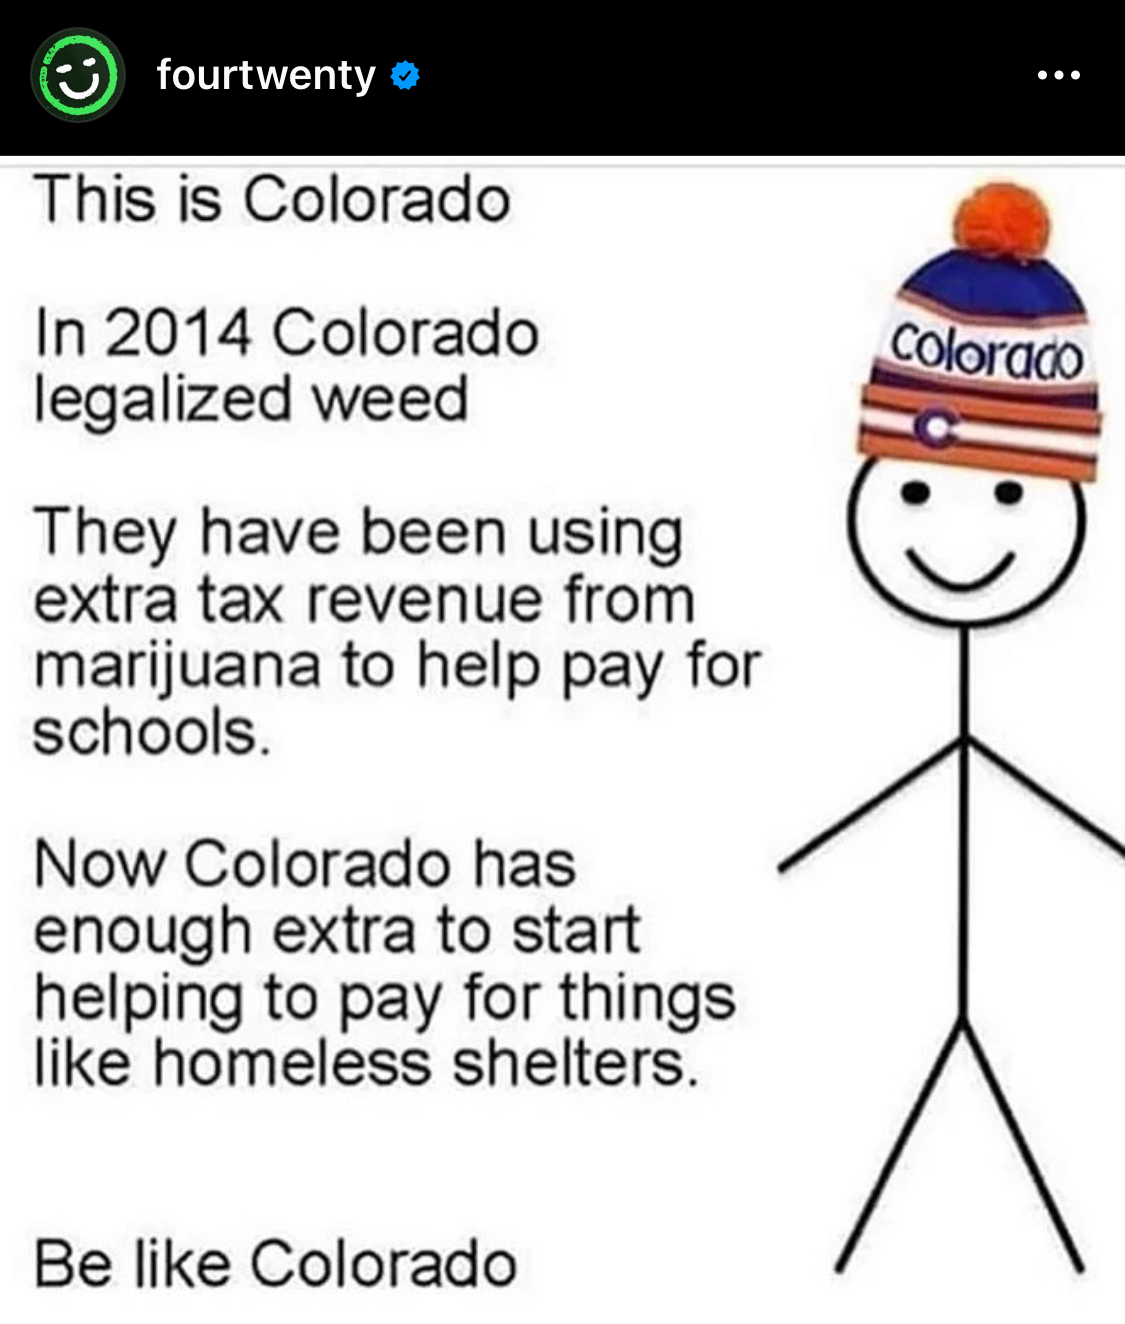 fourtwenty
This is Colorado
In 2014 Colorado
legalized weed
They have been using
extra tax revenue from
marijuana to help pay for
schools.
Now Colorado has
enough extra to start
helping to pay for things
like homeless shelters.
Be like Colorado
Colorado
C